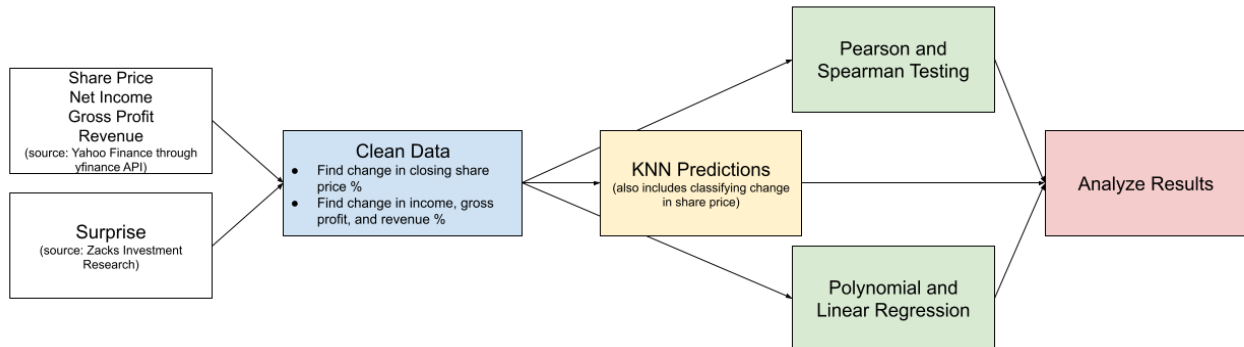 Share Price
Net Income
Gross Profit
Revenue
(source: Yahoo Finance through
yfinance API)
Surprise
(source: Zacks Investment
Research)
Clean Data
● Find change in closing share
price %
● Find change in income, gross
profit, and revenue %
KNN Predictions
(also includes classifying change
in share price)
Pearson and
Spearman Testing
Polynomial and
Linear Regression
Analyze Results